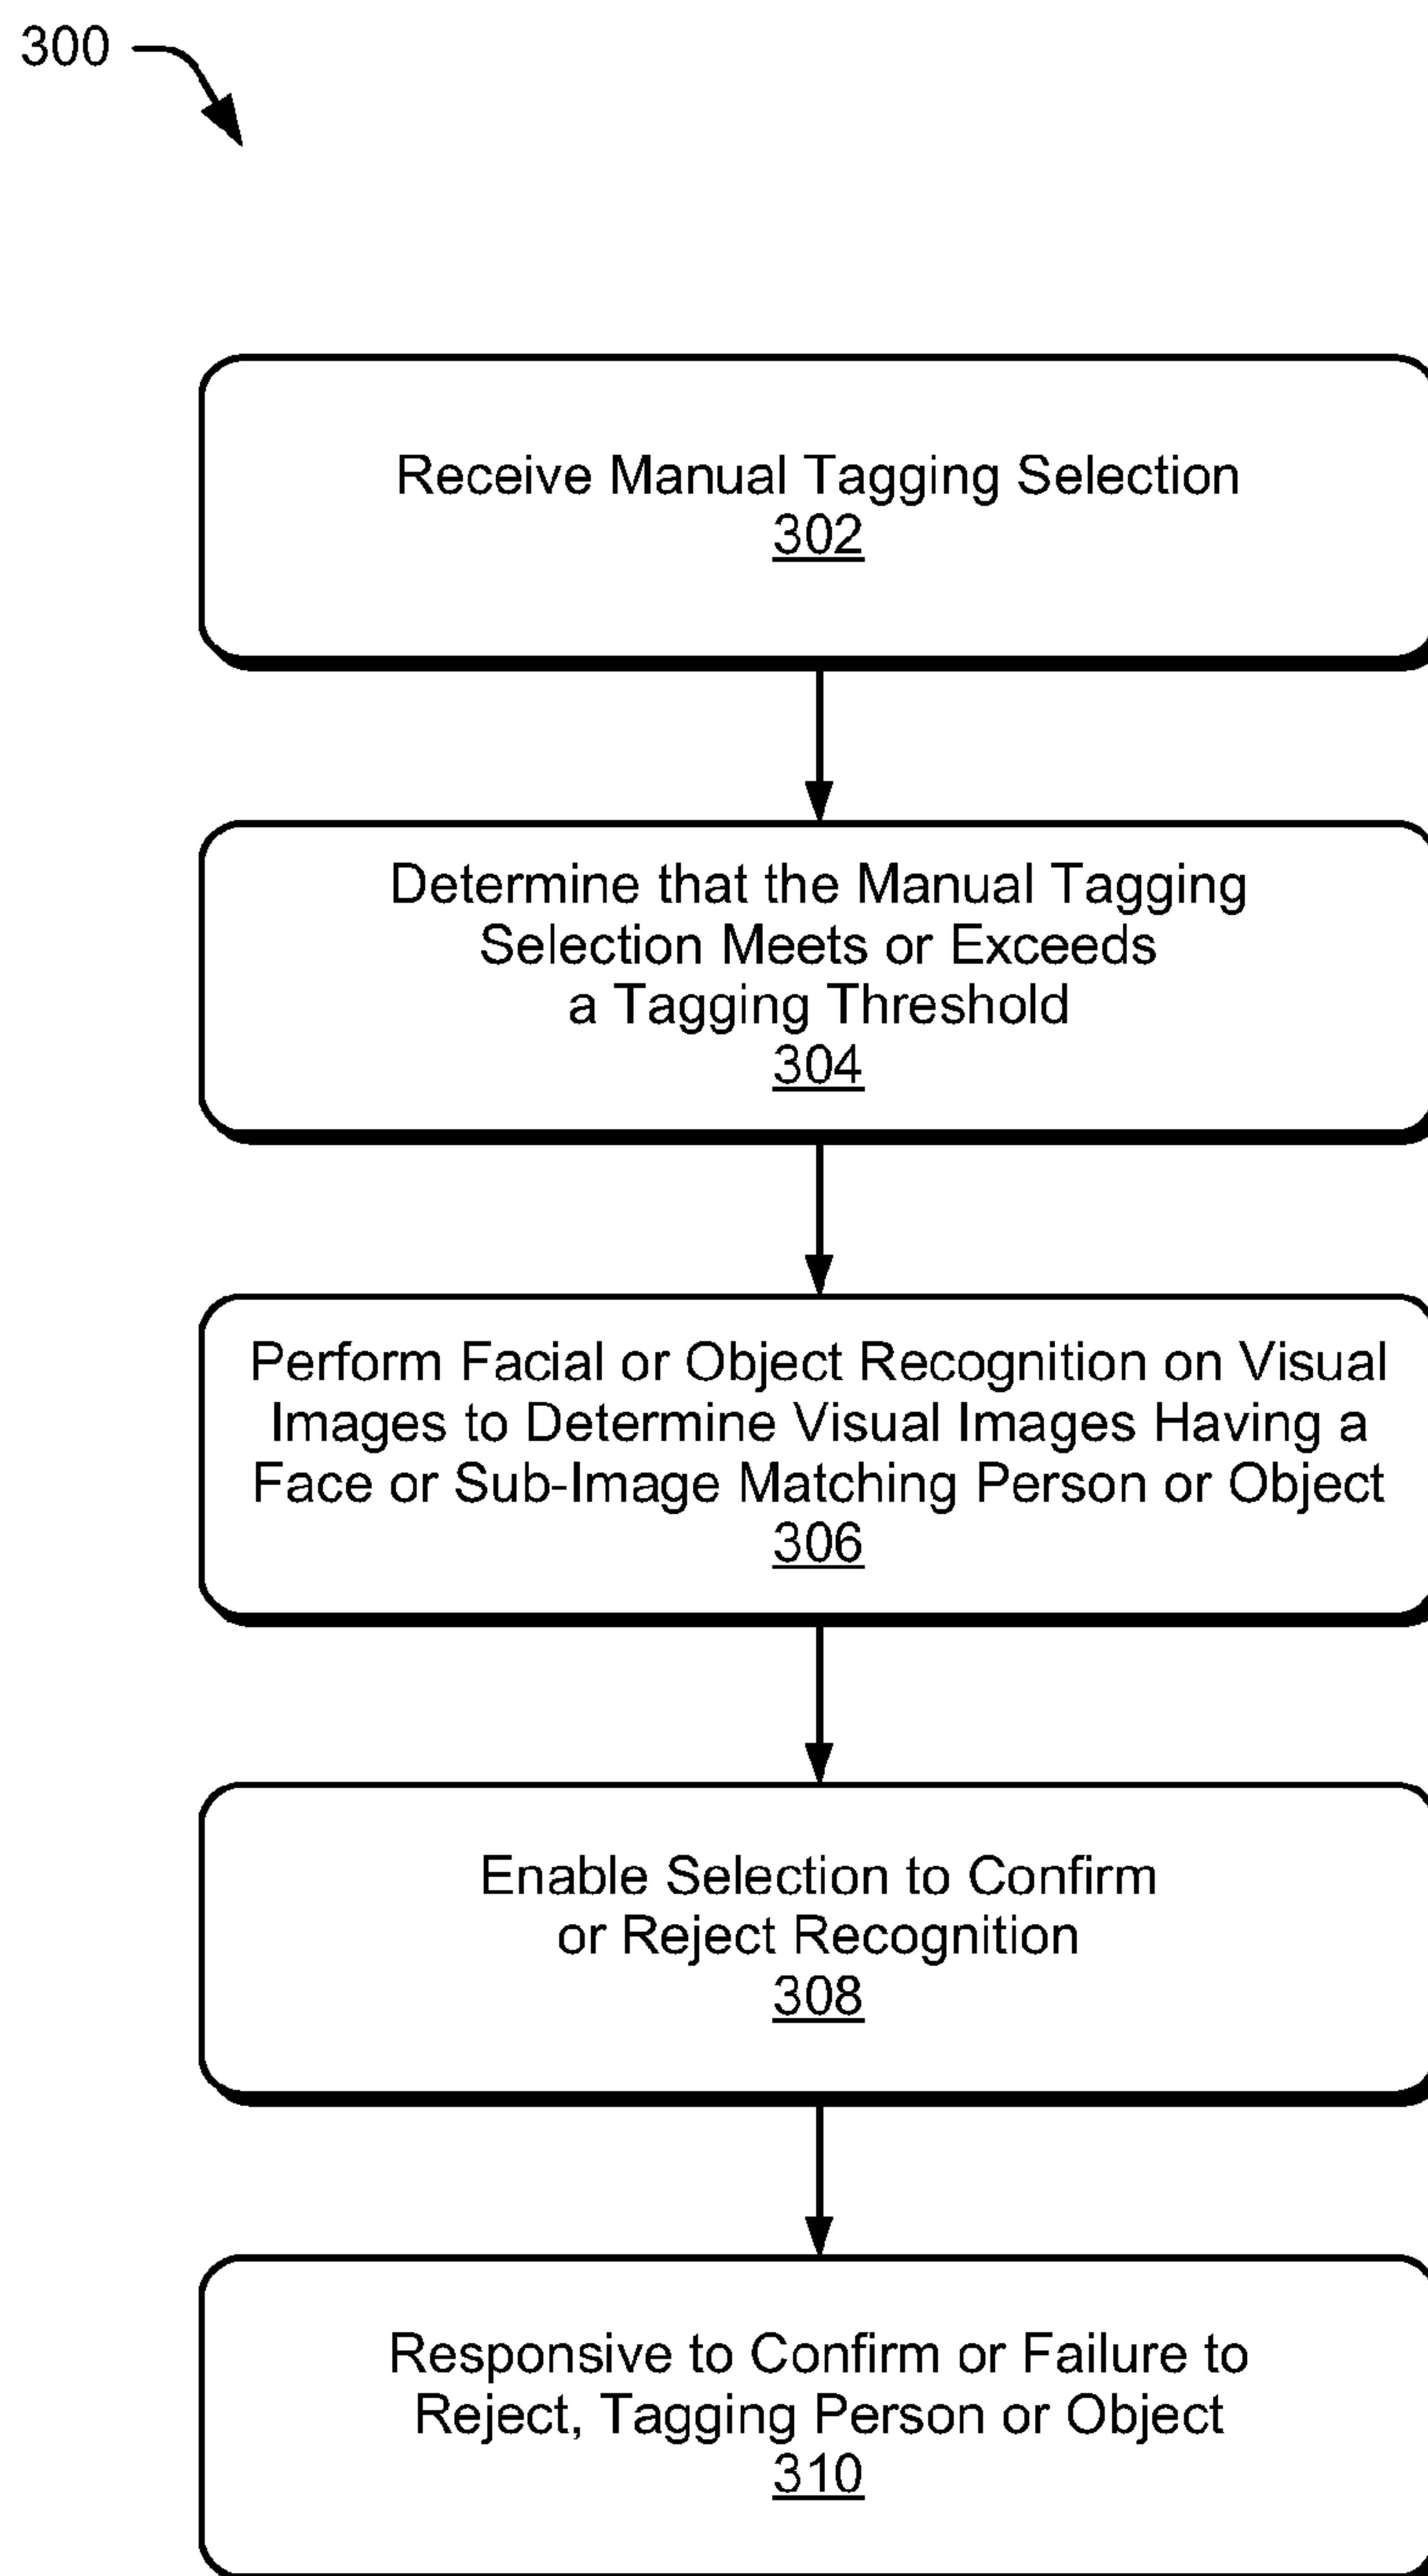 300
Receive Manual Tagging Selection
302
Determine that the Manual Tagging
Selection Meets or Exceeds
a Tagging Threshold
304
Perform Facial or Object Recognition on Visual
Images to Determine Visual Images Having a
Face or Sub-Image Matching Person or Object
306
Enable Selection to Confirm
or Reject Recognition
308
Responsive to Confirm or Failure to
Reject, Tagging Person or Object
310